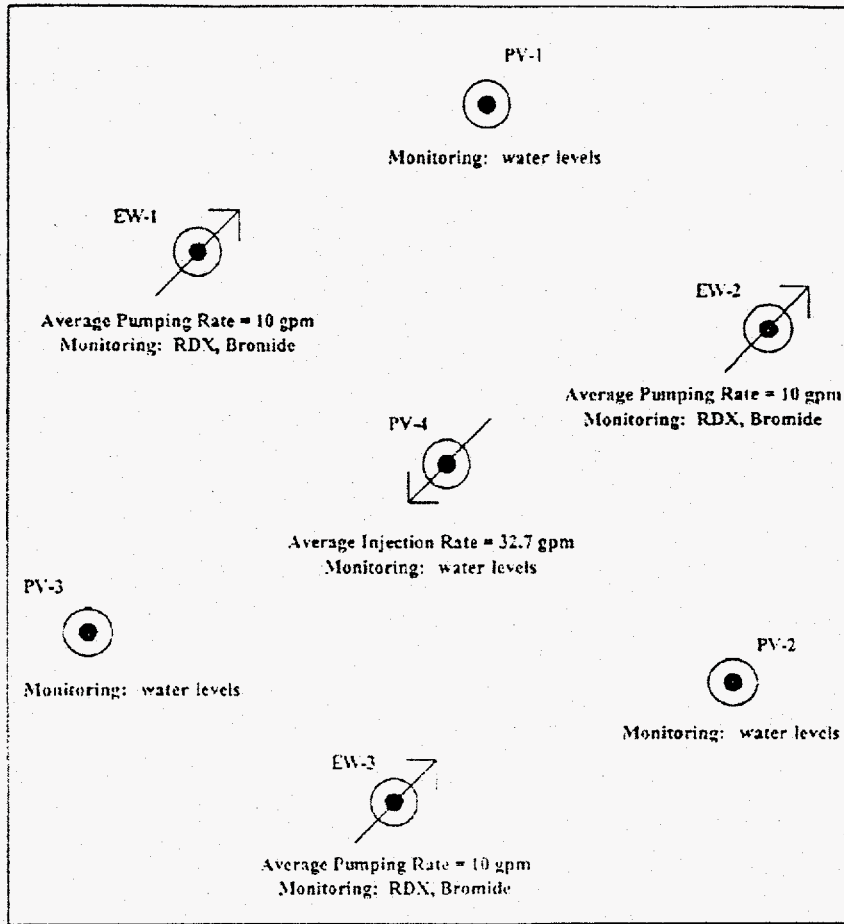 PV-1
Monitoring: water levels
EW-1
Average Pumping Rate = 10 gpm
Monitoring: RDX, Bromide
EW-2
Average Pumping Rate = 10 gpm
Monitoring: RDX, Bromide
PV-4
Average Injection Rate = 32.7 gpm
Monitoring: water levels
PV-3
Monitoring: water levels
PV-2
Monitoring: water levels
EW-3
Average Pumping Rate = 10 gpm
Monitoring: RDX, Bromide